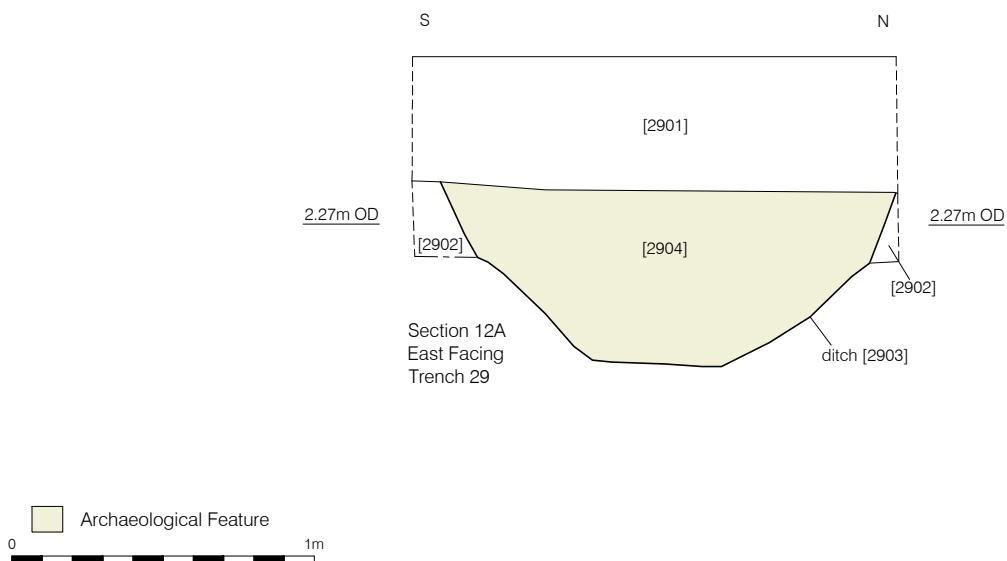 S
N
[2901]
2.27m OD
2.27m OD
[2902]
[2904]
[2902]
Section 12A
East Facing
Trench 29
ditch [2903]
Archaeological Feature
0
1m